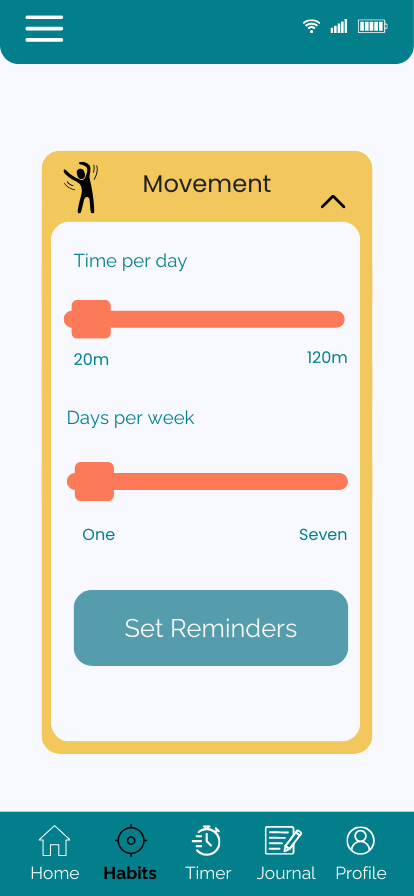 Movement
Time per day
20m 120m
Days per week
One Seven
Set Reminders
Home Habits Timer Journal Profile